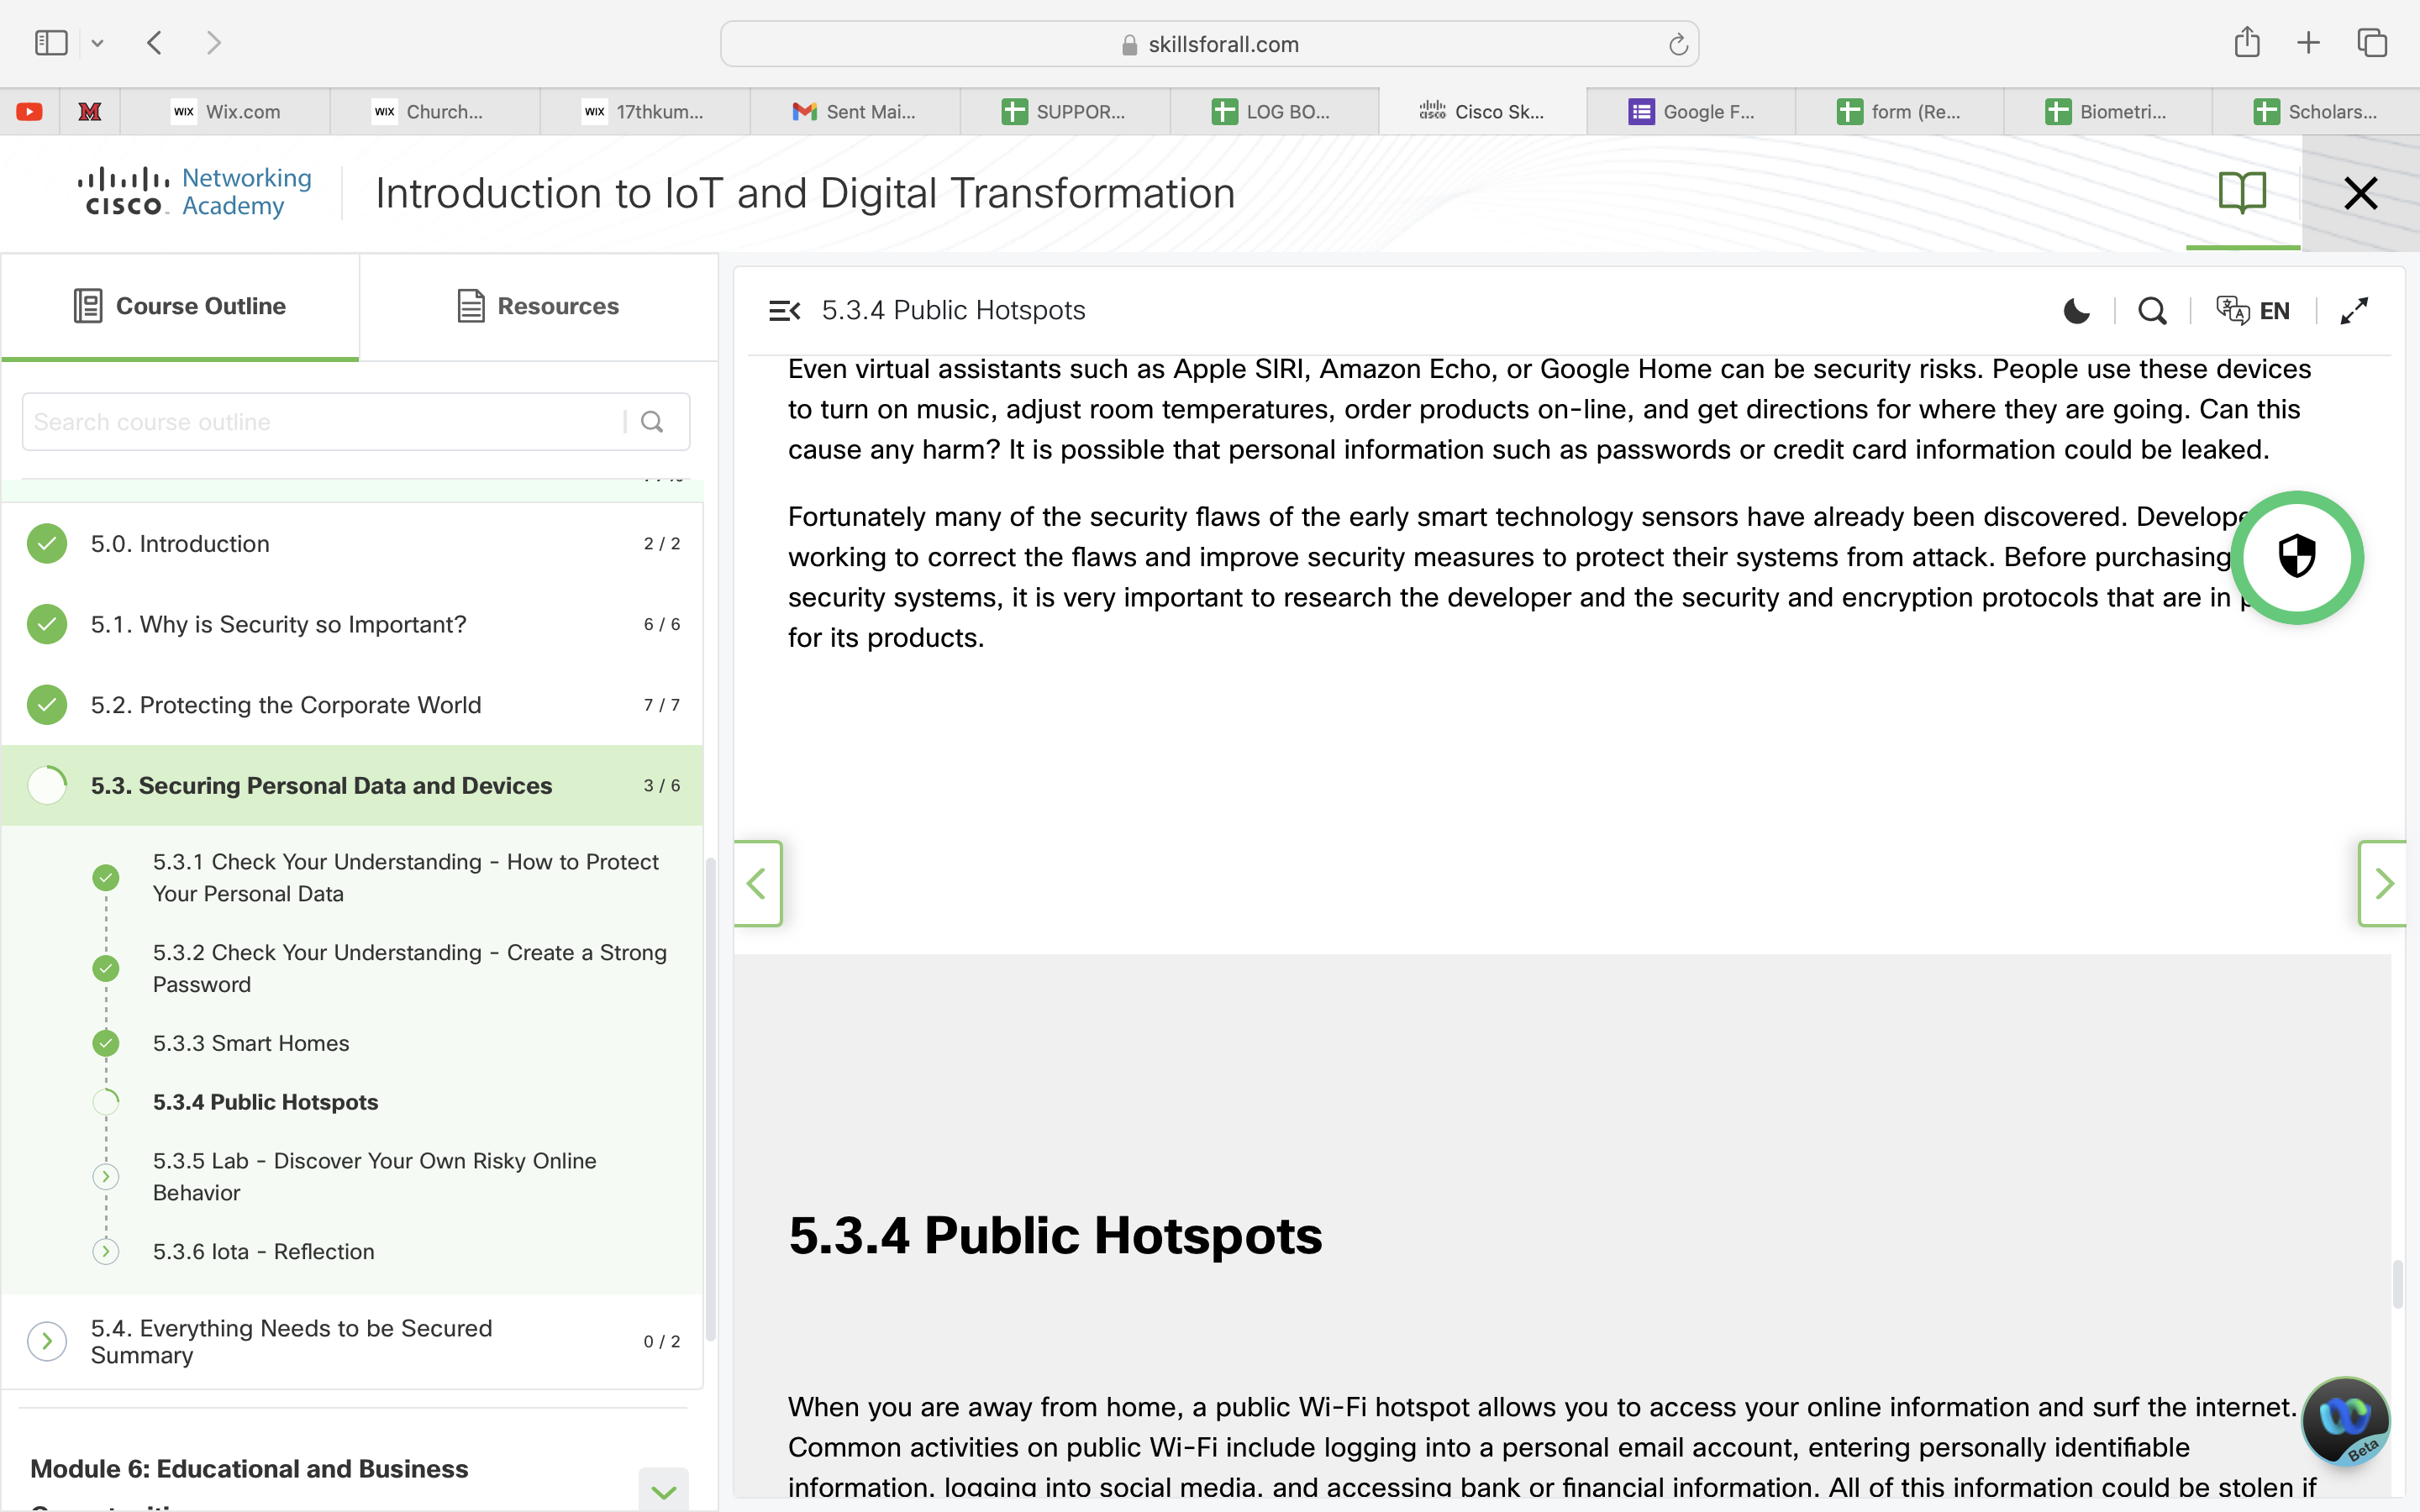 skillsforall.com
WIX Wix.com
WIX Church...
WIX 17thkum...
Sent Mai...
SUPPOR...
LOG BO...
CISCO Cisco Sk...
Google F...
form (Re...
Biometri...
Scholars...
CISCO Networking Academy
Introduction to IoT and Digital Transformation
Course Outline
Resources
Search course outline
5.0. Introduction 2 / 2
5.1. Why is Security so Important? 6 / 6
5.2. Protecting the Corporate World 7 / 7
5.3. Securing Personal Data and Devices 3 / 6
5.3.1 Check Your Understanding - How to Protect
Your Personal Data
5.3.2 Check Your Understanding - Create a Strong
Password
5.3.3 Smart Homes
5.3.4 Public Hotspots
5.3.5 Lab - Discover Your Own Risky Online
Behavior
5.3.6 Iota - Reflection
5.4. Everything Needs to be Secured
Summary 0 / 2
Module 6: Educational and Business
5.3.4 Public Hotspots
EN
Even virtual assistants such as Apple SIRI, Amazon Echo, or Google Home can be security risks. People use these devices
to turn on music, adjust room temperatures, order products on-line, and get directions for where they are going. Can this
cause any harm? It is possible that personal information such as passwords or credit card information could be leaked.
Fortunately many of the security flaws of the early smart technology sensors have already been discovered. Develope
working to correct the flaws and improve security measures to protect their systems from attack. Before purchasing
security systems, it is very important to research the developer and the security and encryption protocols that are in
for its products.
5.3.4 Public Hotspots
When you are away from home, a public Wi-Fi hotspot allows you to access your online information and surf the internet.
Common activities on public Wi-Fi include logging into a personal email account, entering personally identifiable
information, logging into social media, and accessing bank or financial information. All of this information could be stolen if
Beta